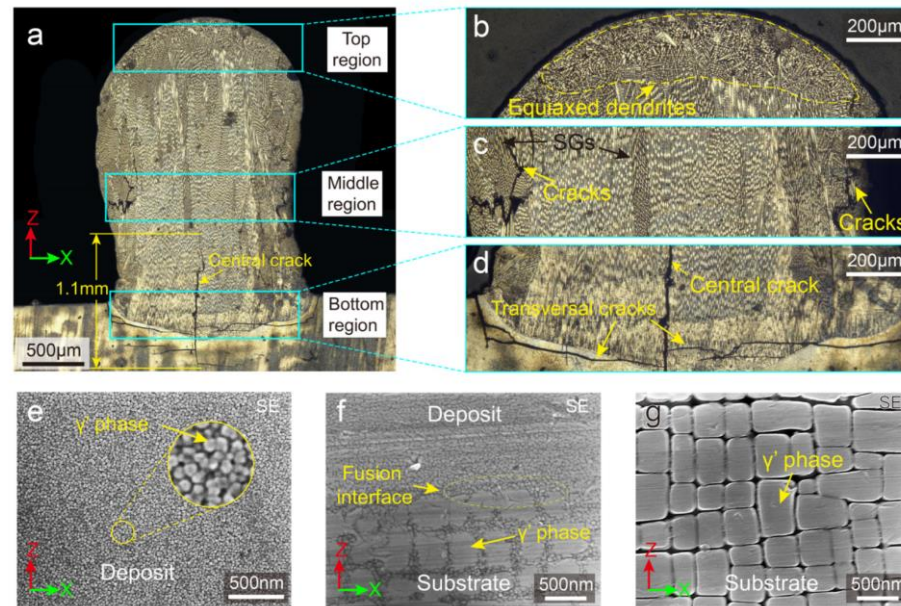 a
Top
region
Middle
region
Z
X
1.1mm
Central crack
Bottom
region
500μm
b
200μm
Equiaxed dendrites
c
SGs
200μm
Cracks
Cracks
d
200μm
Central crack
Transversal cracks
e
SE
γ' phase
Z
X
Deposit
500nm
f
SE
Deposit
Fusion
interface
γ' phase
Z
X
Substrate
500nm
g
SE
γ' phase
Z
X
Substrate
500nm